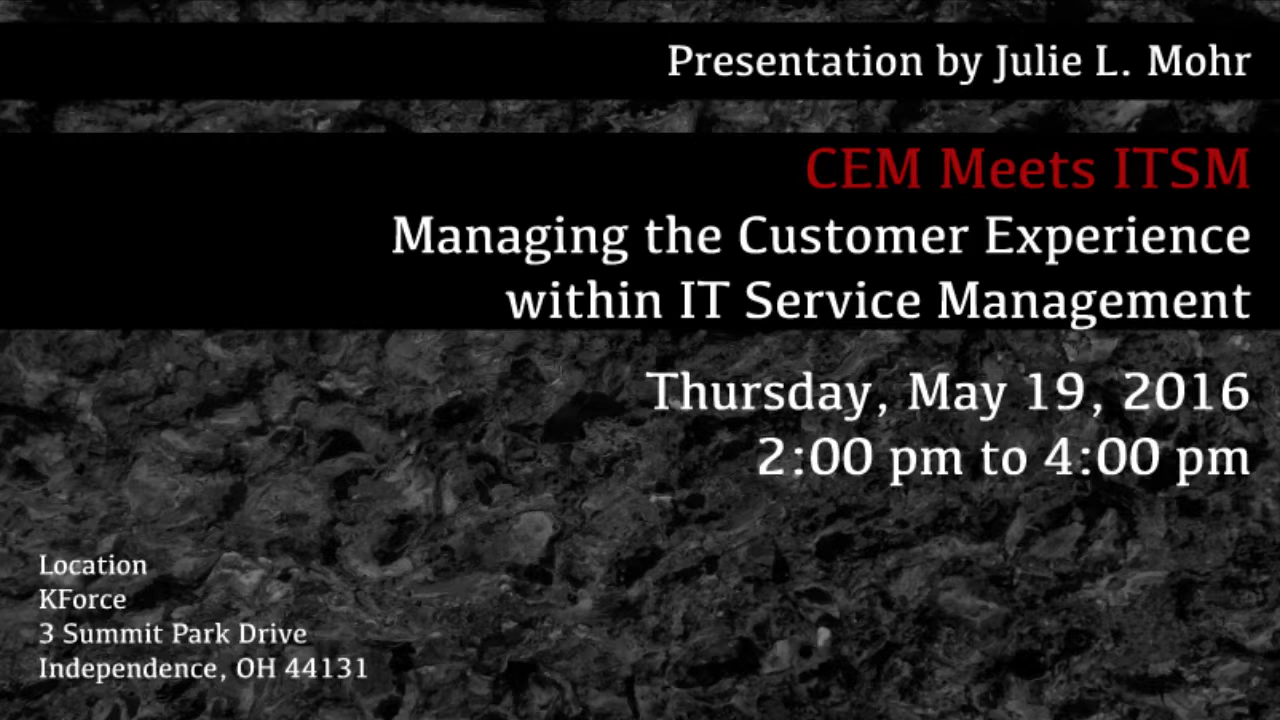 Presentation by Julie L. Mohr
CEM Meets ITSM
Managing the Customer Experience
within IT Service Management
Thursday, May 19, 2016
2:00 pm to 4:00 pm
Location
KForce
3 Summit Park Drive
Independence, OH 44131